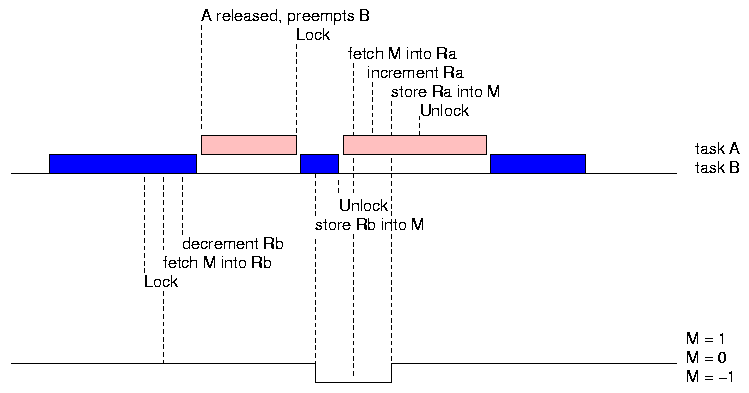 A released, preempts B
Lock
fetch M into Ra
increment Ra
store Ra into M
Unlock
task A
task B
Unlock
store Rb into M
decrement Rb
fetch M into Rb
Lock
M = 1
M = 0
M = −1